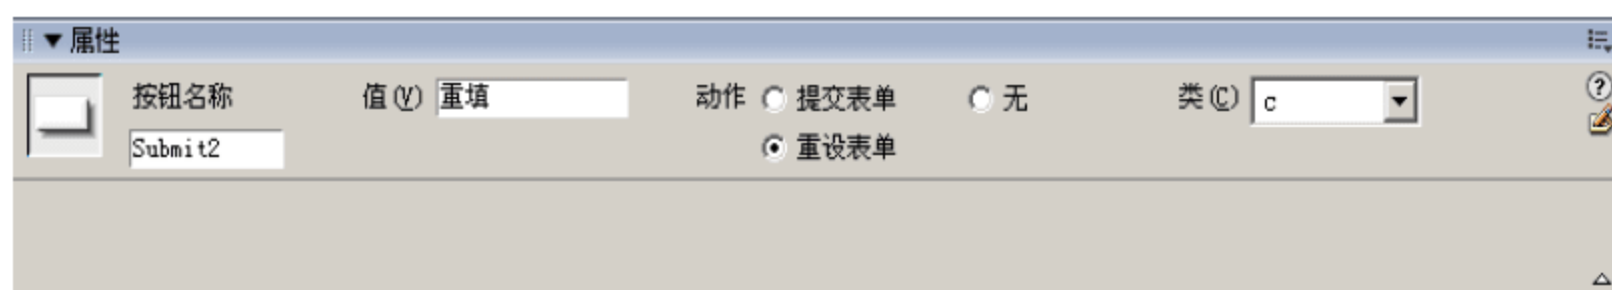 属性
按钮名称 值(V) 重填 动作 提交表单 无 类(C) c
Submit2 重设表单